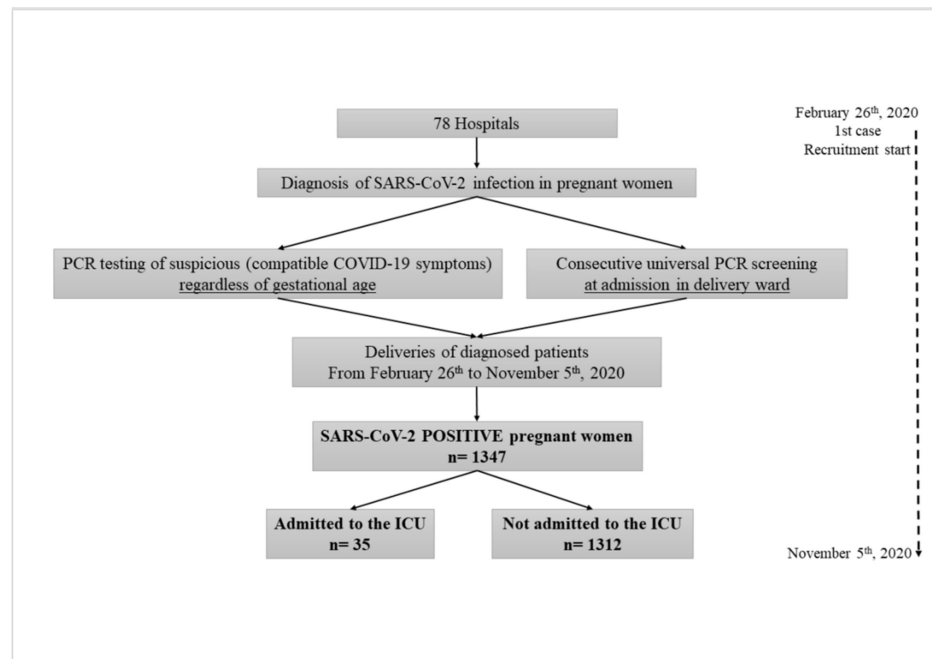 78 Hospitals
Diagnosis of SARS-CoV-2 infection in pregnant women
PCR testing of suspicious (compatible COVID-19 symptoms)
regardless of gestational age
Consecutive universal PCR screening
at admission in delivery ward
Deliveries of diagnosed patients
From February 26th to November 5th, 2020
SARS-CoV-2 POSITIVE pregnant women
n= 1347
Admitted to the ICU
n= 35
Not admitted to the ICU
n= 1312
February 26th, 2020
1st case
Recruitment start
November 5th, 2020